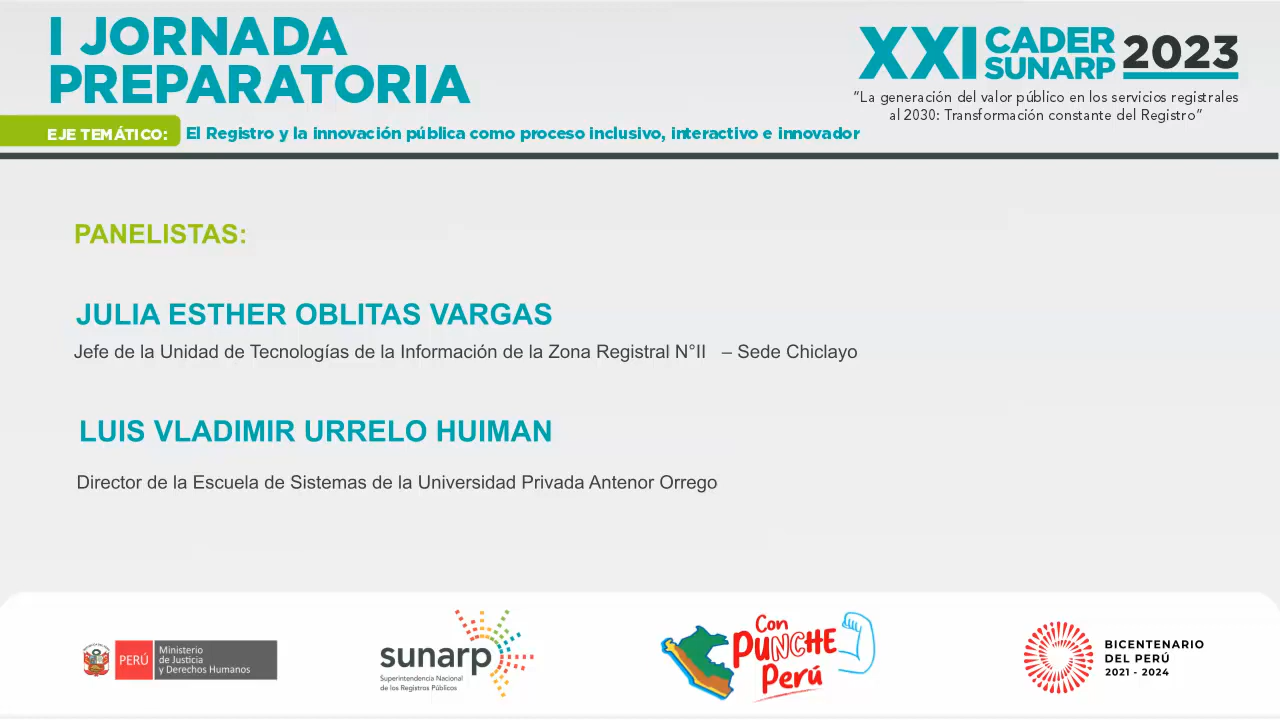 I JORNADA
PREPARATORIA
XXI CADER SUNARP 2023
“La generación del valor público en los servicios registrales
al 2030: Transformación constante del Registro”
EJE TEMÁTICO: El Registro y la innovación pública como proceso inclusivo, interactivo e innovador
PANELISTAS:
JULIA ESTHER OBLITAS VARGAS
Jefe de la Unidad de Tecnologías de la Información de la Zona Registral N°II – Sede Chiclayo
LUIS VLADIMIR URRELO HUIMAN
Director de la Escuela de Sistemas de la Universidad Privada Antenor Orrego
PERÚ
Ministerio
de Justicia
y Derechos Humanos
sunarp
Superintendencia Nacional
de los Registros Públicos
Con
PUNCHE
Perú
BICENTENARIO
DEL PERÚ
2021 - 2024